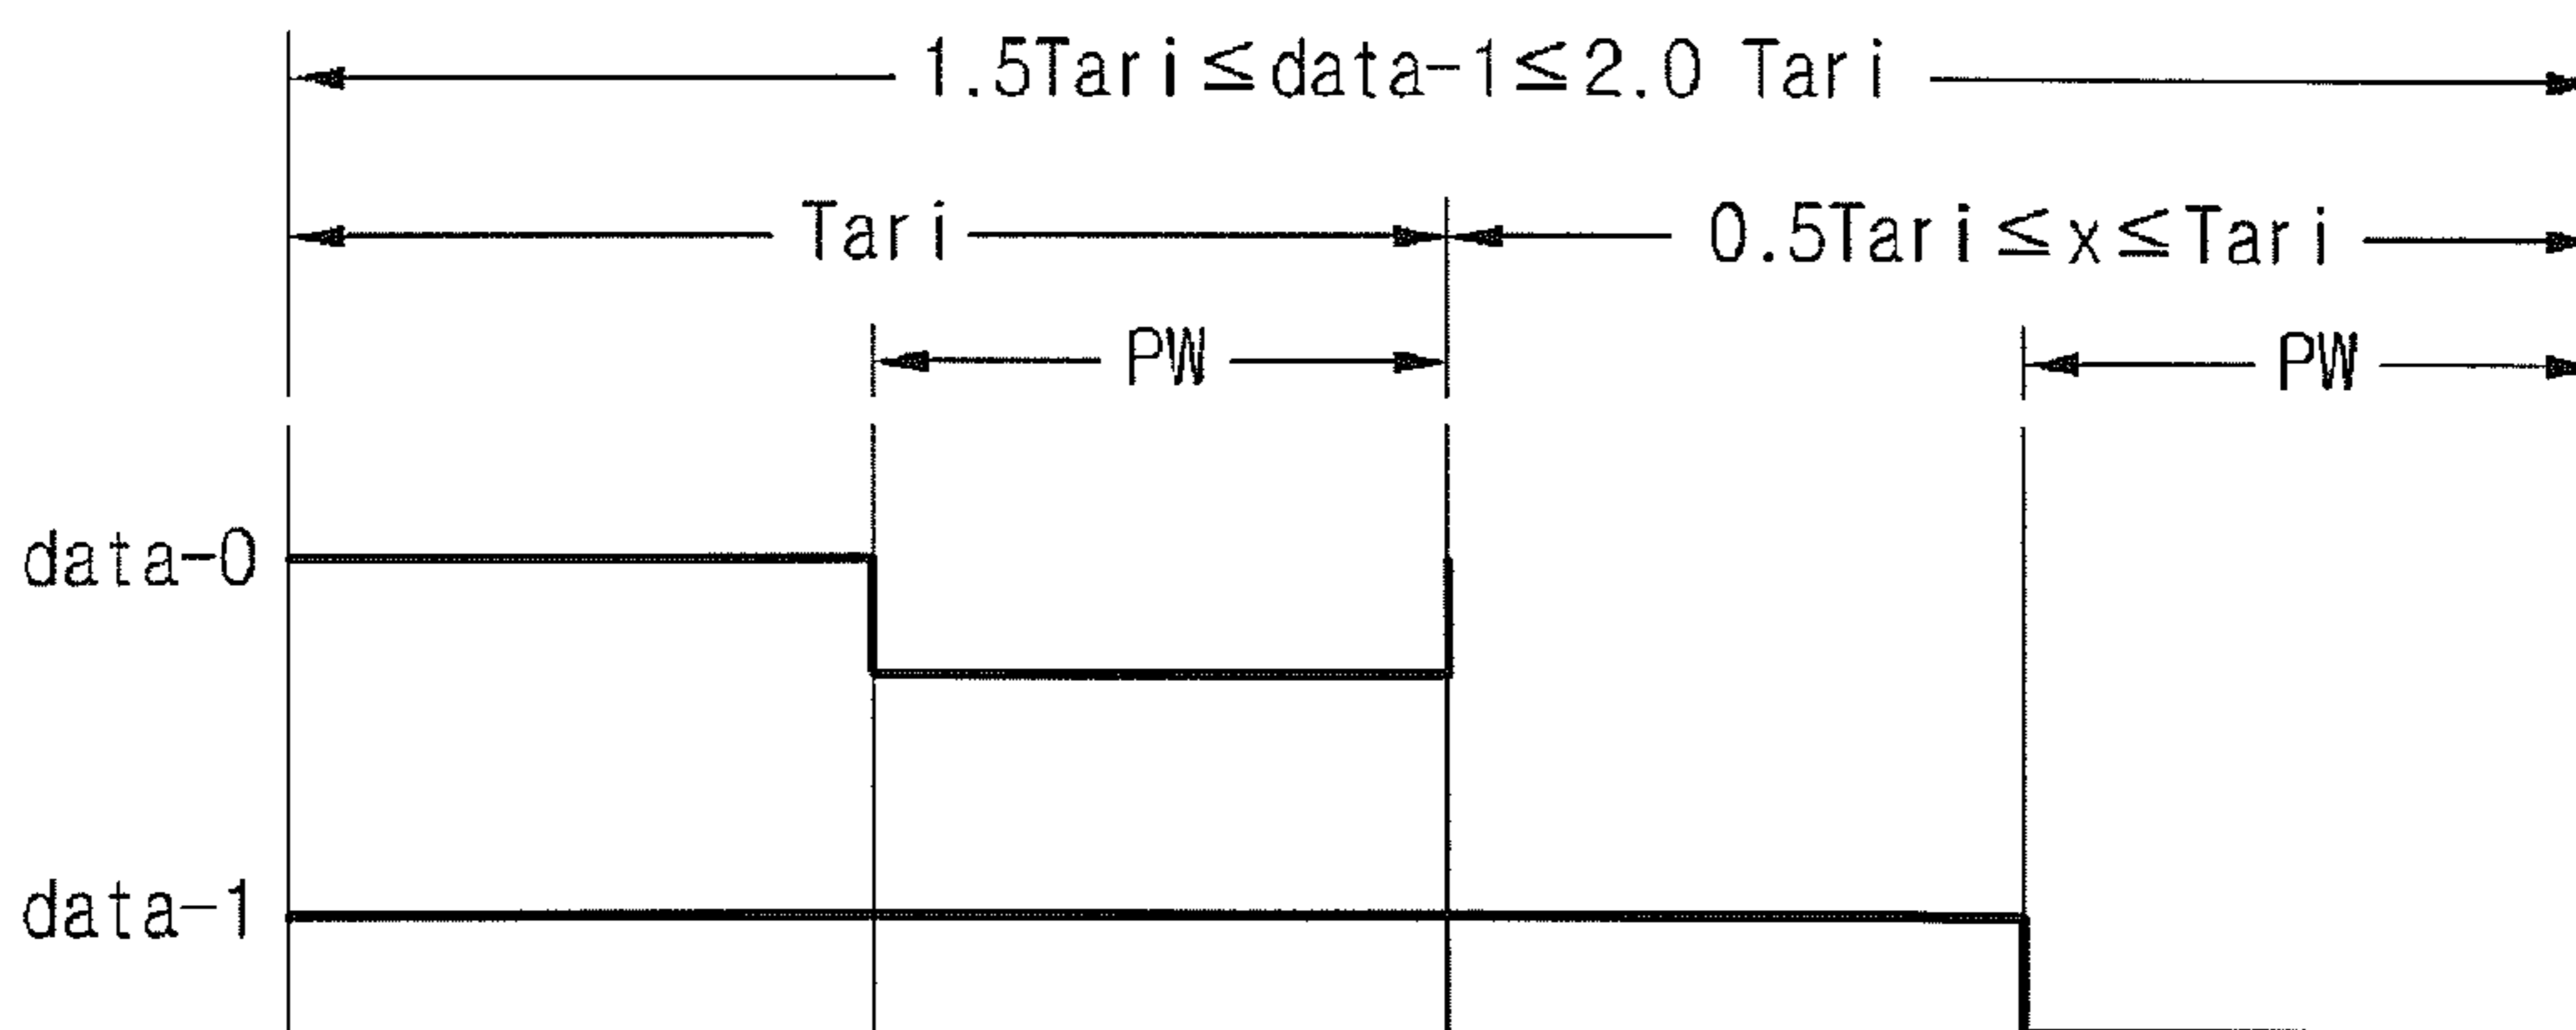 1.5Tari≤data-1≤2.0 Tari
Tari 0.5Tari≤x≤Tari
PW PW
data-0
data-1